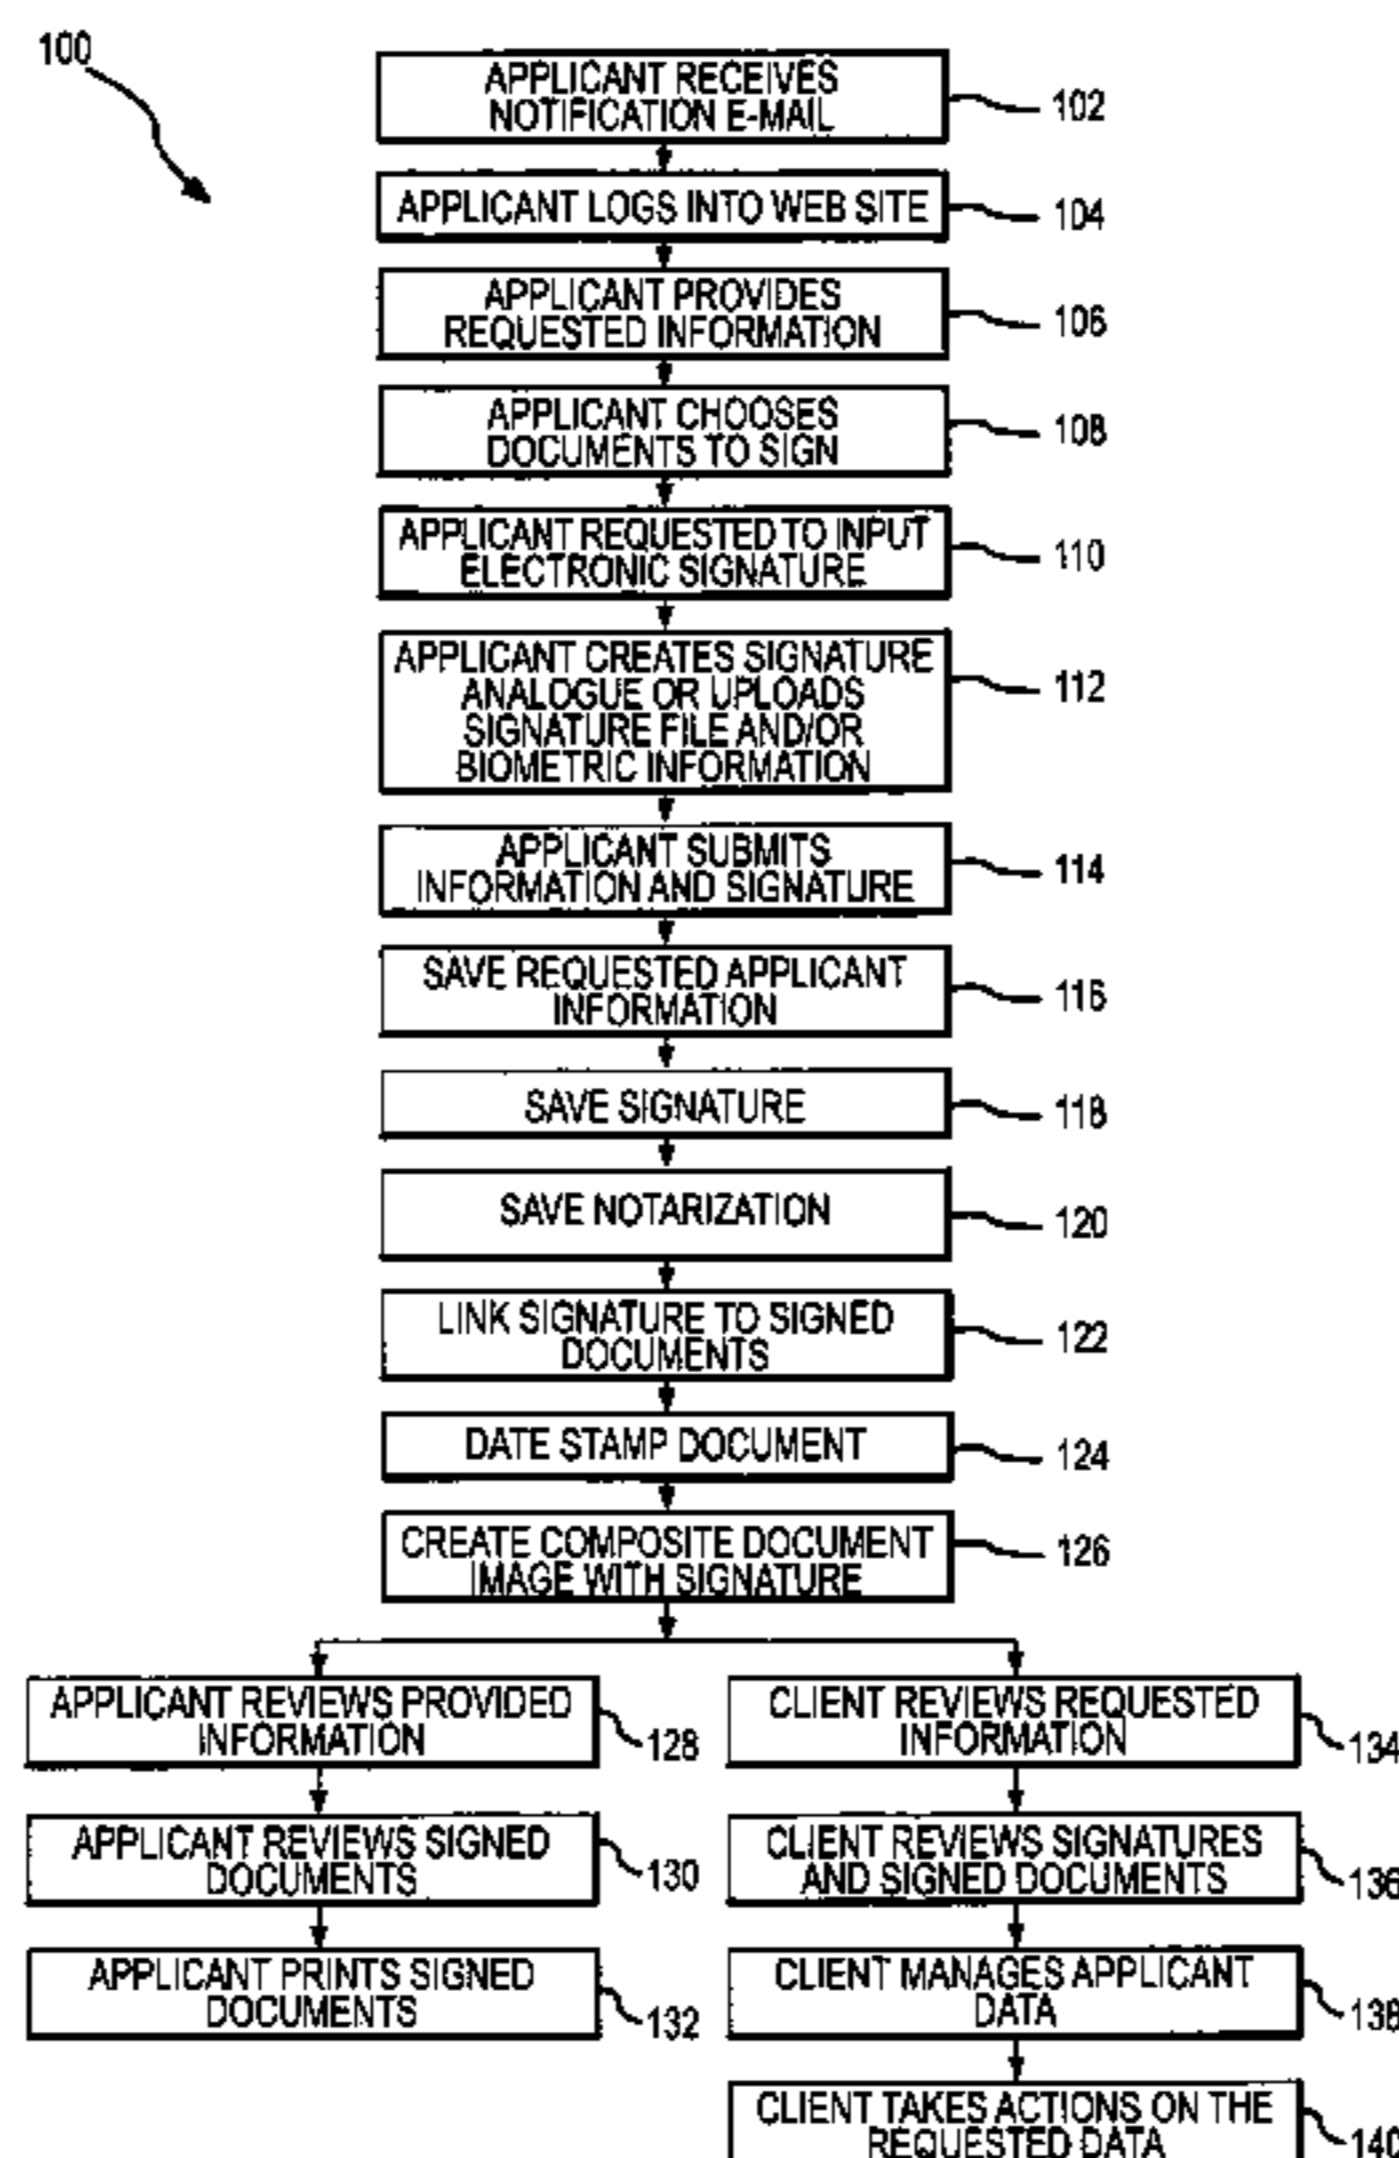 100
APPLICANT RECEIVES
NOTIFICATION E-MAIL
102
APPLICANT LOGS INTO WEB SITE
104
APPLICANT PROVIDES
REQUESTED INFORMATION
106
APPLICANT CHOOSES
DOCUMENTS TO SIGN
108
APPLICANT REQUESTED TO INPUT
ELECTRONIC SIGNATURE
110
APPLICANT CREATES SIGNATURE
ANALOGUE OR UPLOADS
SIGNATURE FILE AND/OR
BIOMETRIC INFORMATION
112
APPLICANT SUBMITS
INFORMATION AND SIGNATURE
114
SAVE REQUESTED APPLICANT
INFORMATION
116
SAVE SIGNATURE
118
SAVE NOTARIZATION
120
LINK SIGNATURE TO SIGNED
DOCUMENTS
122
DATE STAMP DOCUMENT
124
CREATE COMPOSITE DOCUMENT
IMAGE WITH SIGNATURE
126
APPLICANT REVIEWS PROVIDED
INFORMATION
128
APPLICANT REVIEWS SIGNED
DOCUMENTS
130
APPLICANT PRINTS SIGNED
DOCUMENTS
132
CLIENT REVIEWS REQUESTED
INFORMATION
134
CLIENT REVIEWS SIGNATURES
AND SIGNED DOCUMENTS
136
CLIENT MANAGES APPLICANT
DATA
138
CLIENT TAKES ACTIONS ON THE
REQUESTED DATA
140